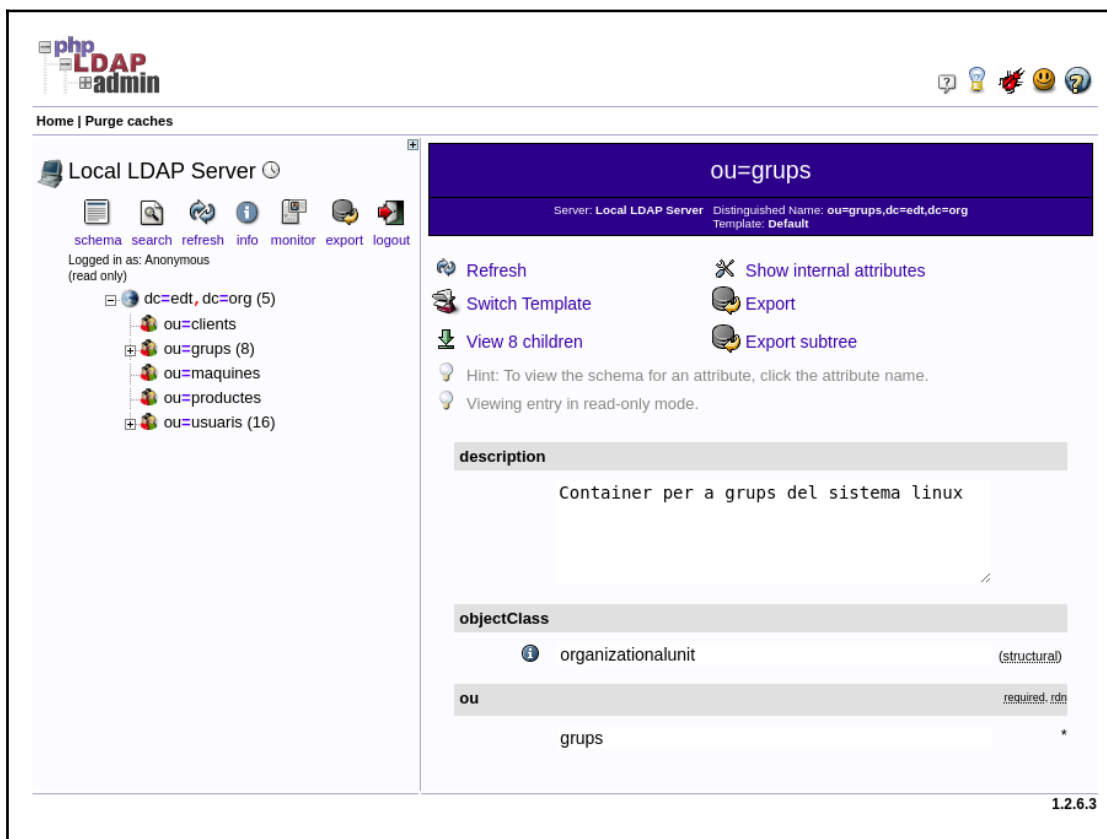 php
LDAP
admin
Home | Purge caches
Local LDAP Server
schema search refresh info monitor export logout
Logged in as: Anonymous
(read only)
dc=edt,dc=org (5)
ou=clients
ou=grups (8)
ou=maquines
ou=productes
ou=usuaris (16)
ou=grups
Server: Local LDAP Server Distinguished Name: ou=grups,dc=edt,dc=org
Template: Default
Refresh Show internal attributes
Switch Template Export
View 8 children Export subtree
Hint: To view the schema for an attribute, click the attribute name.
Viewing entry in read-only mode.
description
Container per a grups del sistema linux
objectClass
organizationalunit (structural)
ou required, rdn
grups *
1.2.6.3